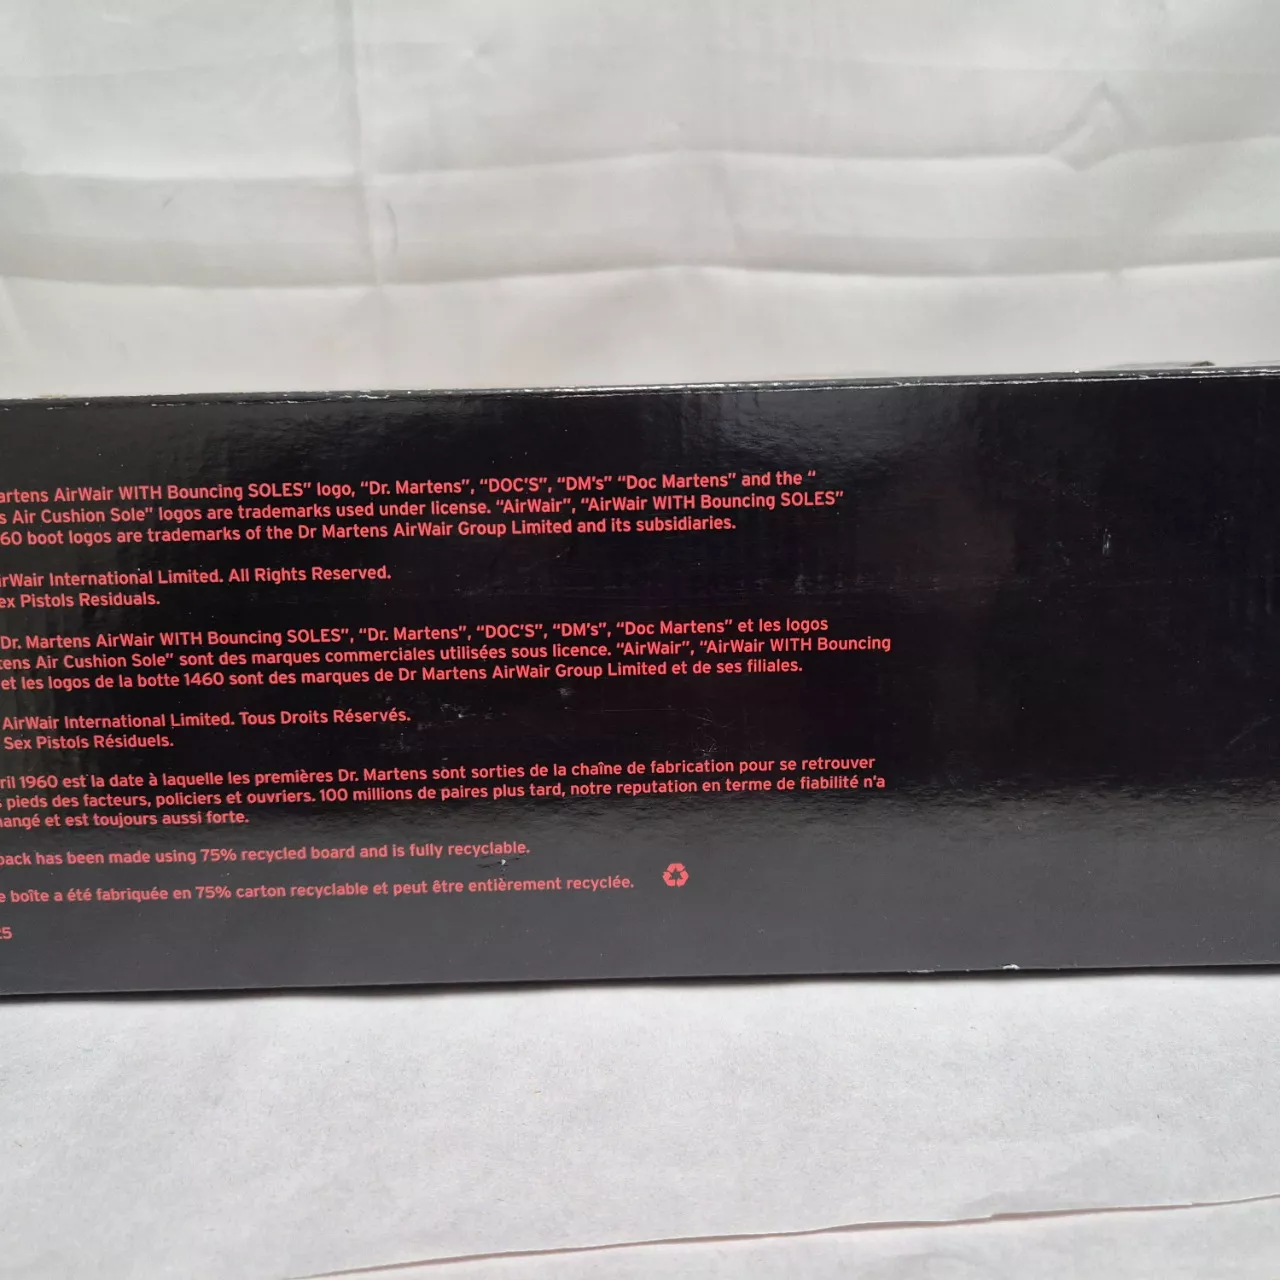 artens AirWair WITH Bouncing SOLES” logo, “Dr. Martens”, “DOC'S”, “DM's” “Doc Martens” and the “
s Air Cushion Sole” logos are trademarks used under license. “AirWair”, “AirWair WITH Bouncing SOLES”
60 boot logos are trademarks of the Dr Martens AirWair Group Limited and its subsidiaries.
irWair International Limited. All Rights Reserved.
ex Pistols Residuals.
Dr. Martens AirWair WITH Bouncing SOLES”, “Dr. Martens”, “DOC'S”, “DM's”, “Doc Martens” et les logos
tens Air Cushion Sole” sont des marques commerciales utilisées sous licence. “AirWair”, “AirWair WITH Bouncing
et les logos de la botte 1460 sont des marques de Dr Martens AirWair Group Limited et de ses filiales.
AirWair International Limited. Tous Droits Réservés.
Sex Pistols Résiduels.
ril 1960 est la date à laquelle les premières Dr. Martens sont sorties de la chaîne de fabrication pour se retrouver
s pieds des facteurs, policiers et ouvriers. 100 millions de paires plus tard, notre reputation en terme de fiabilité n'a
angé et est toujours aussi forte.
pack has been made using 75% recycled board and is fully recyclable.
e boîte a été fabriquée en 75% carton recyclable et peut être entièrement recyclée.
25